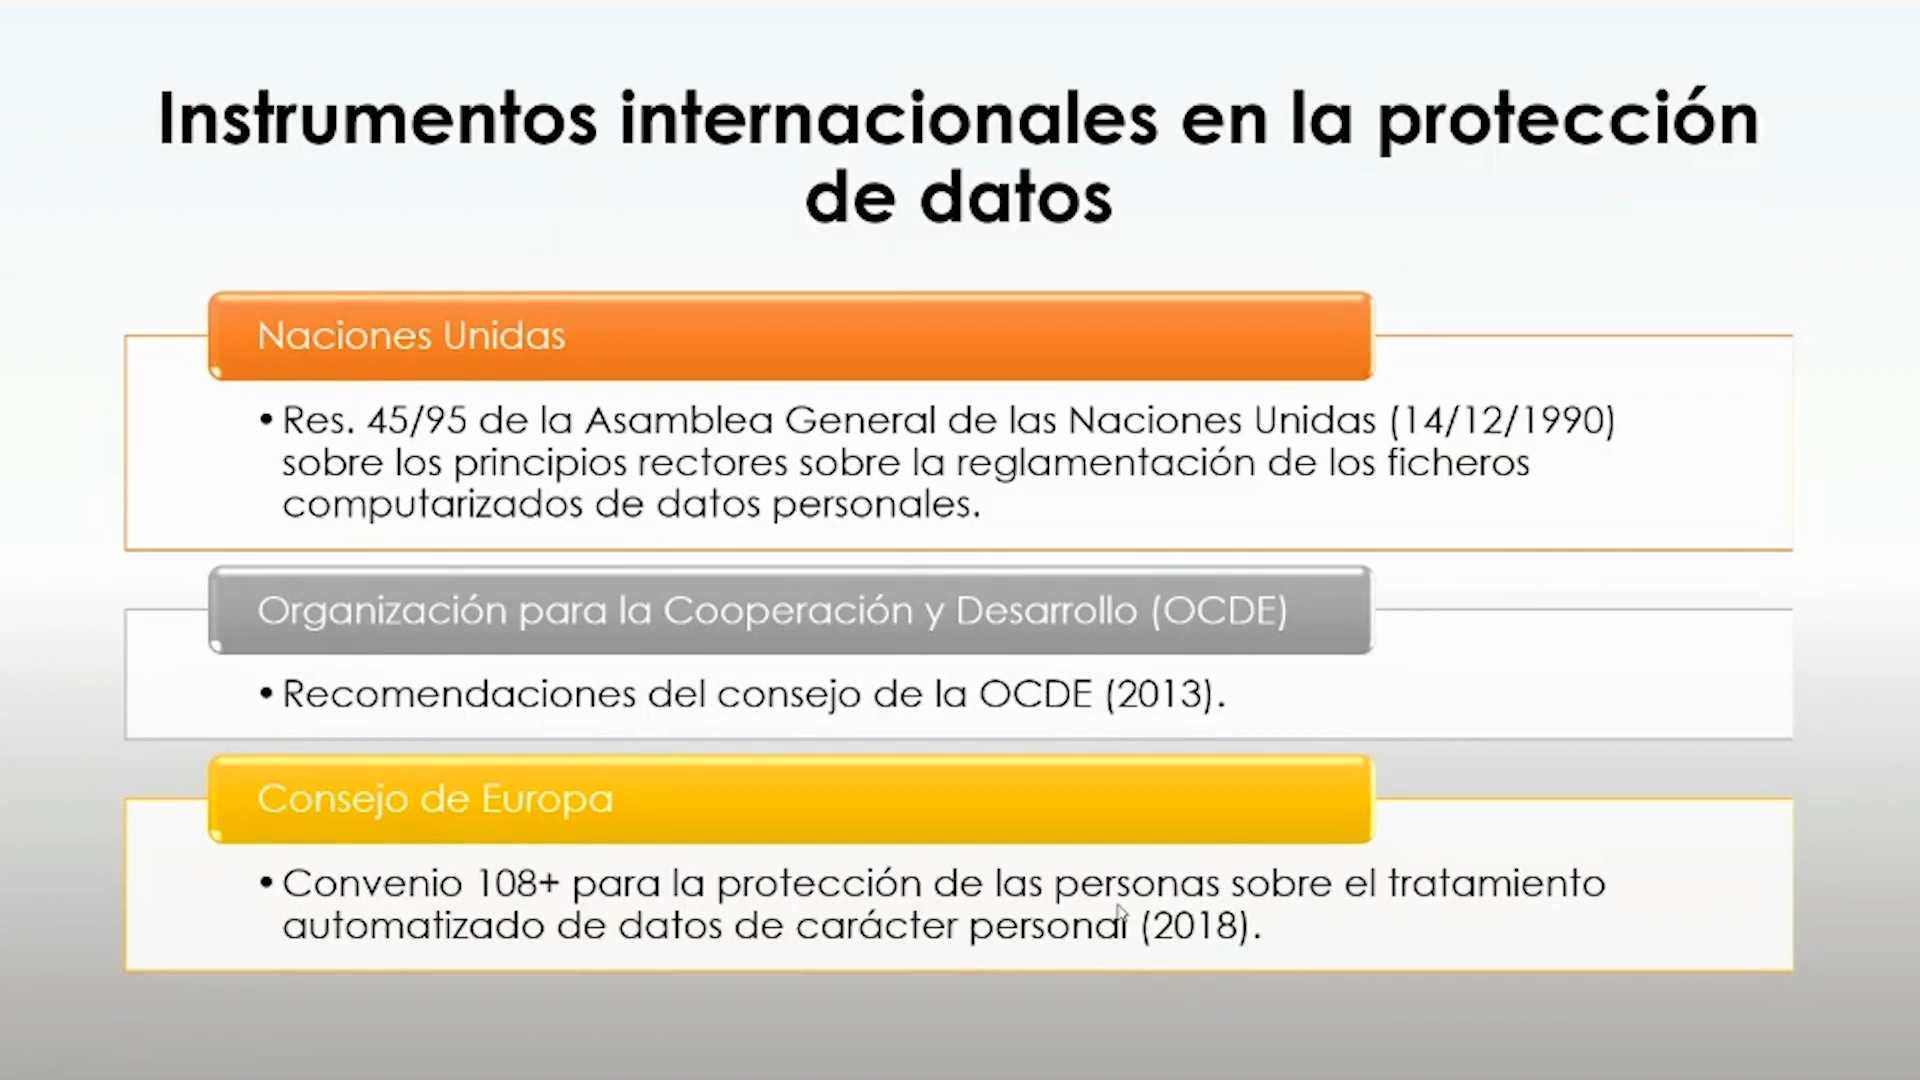 Instrumentos internacionales en la protección
de datos
Naciones Unidas
• Res. 45/95 de la Asamblea General de las Naciones Unidas (14/12/1990)
sobre los principios rectores sobre la reglamentación de los ficheros
computarizados de datos personales.
Organización para la Cooperación y Desarrollo (OCDE)
• Recomendaciones del consejo de la OCDE (2013).
Consejo de Europa
• Convenio 108+ para la protección de las personas sobre el tratamiento
automatizado de datos de carácter personal (2018).